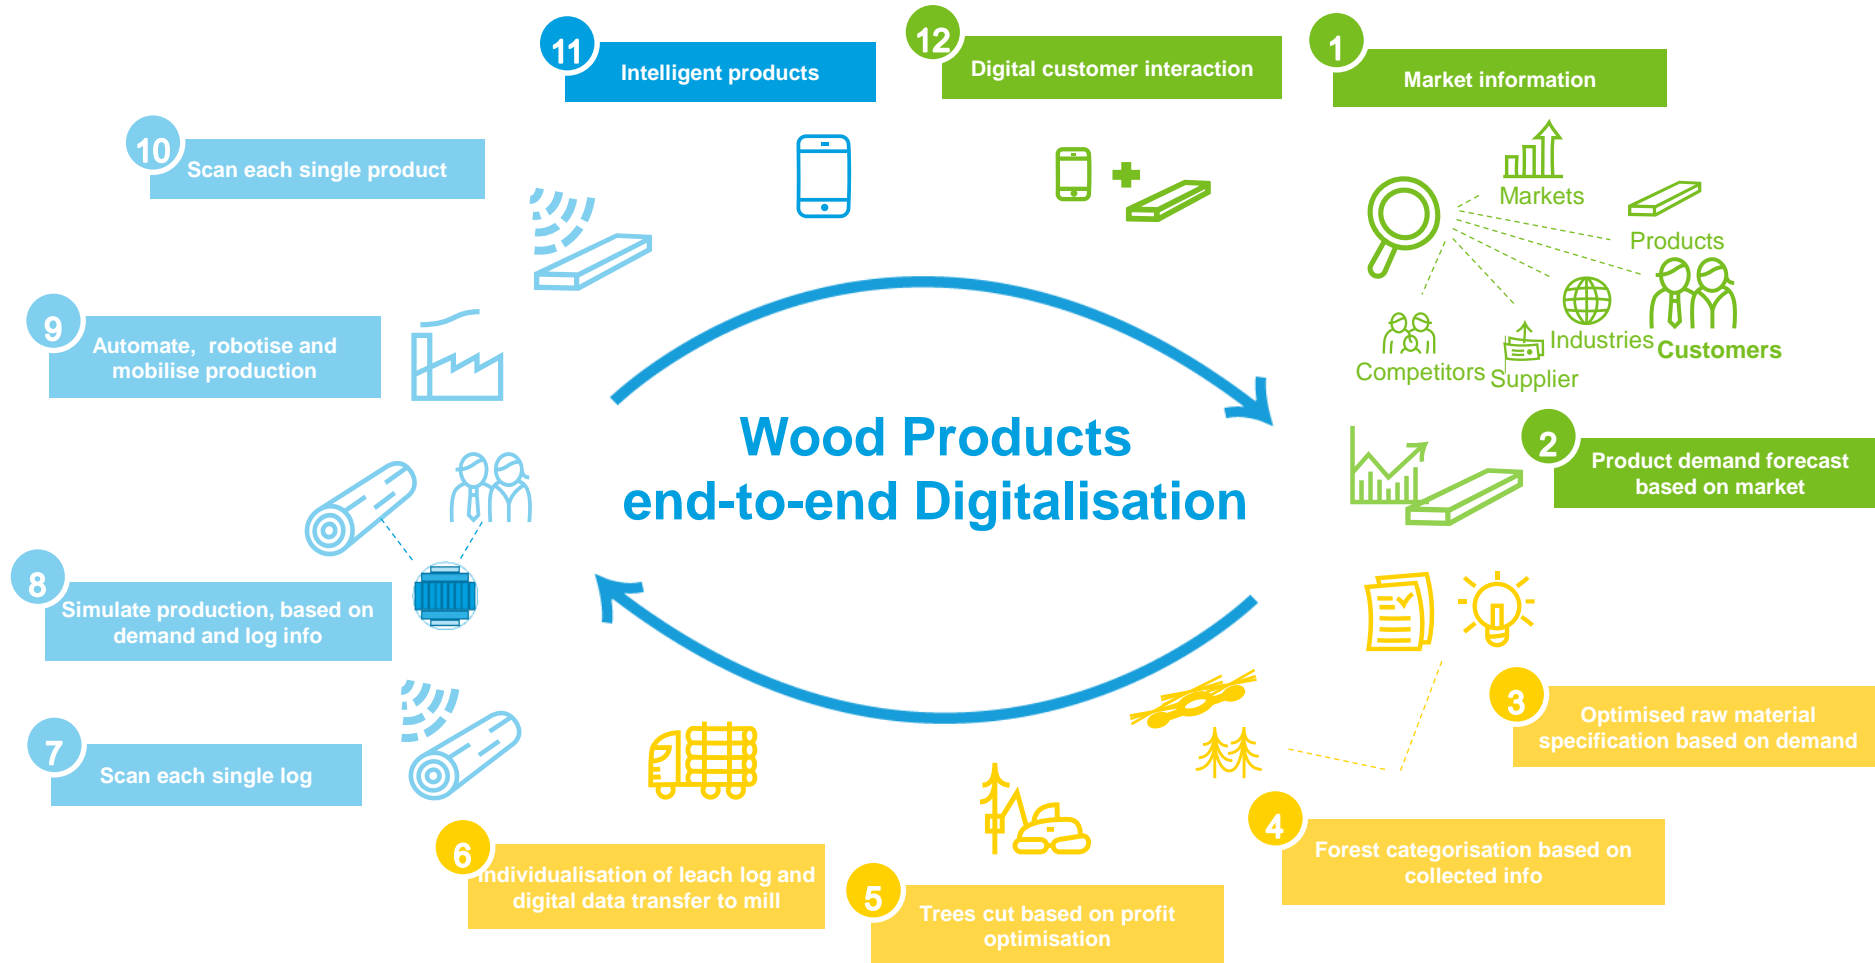 11
Intelligent products
12
Digital customer interaction
1
Market information
Markets
Products
Industries
Customers
Competitors
Supplier
10
Scan each single product
9
Automate,  robotise and
mobilise production
Wood Products
end-to-end Digitalisation
2
Product demand forecast
based on market
8
Simulate production, based on
demand and log info
3
Optimised raw material
specification based on demand
7
Scan each single log
4
Forest categorisation based on
collected info
6
Individualisation of leach log and
digital data transfer to mill
5
Trees cut based on profit
optimisation